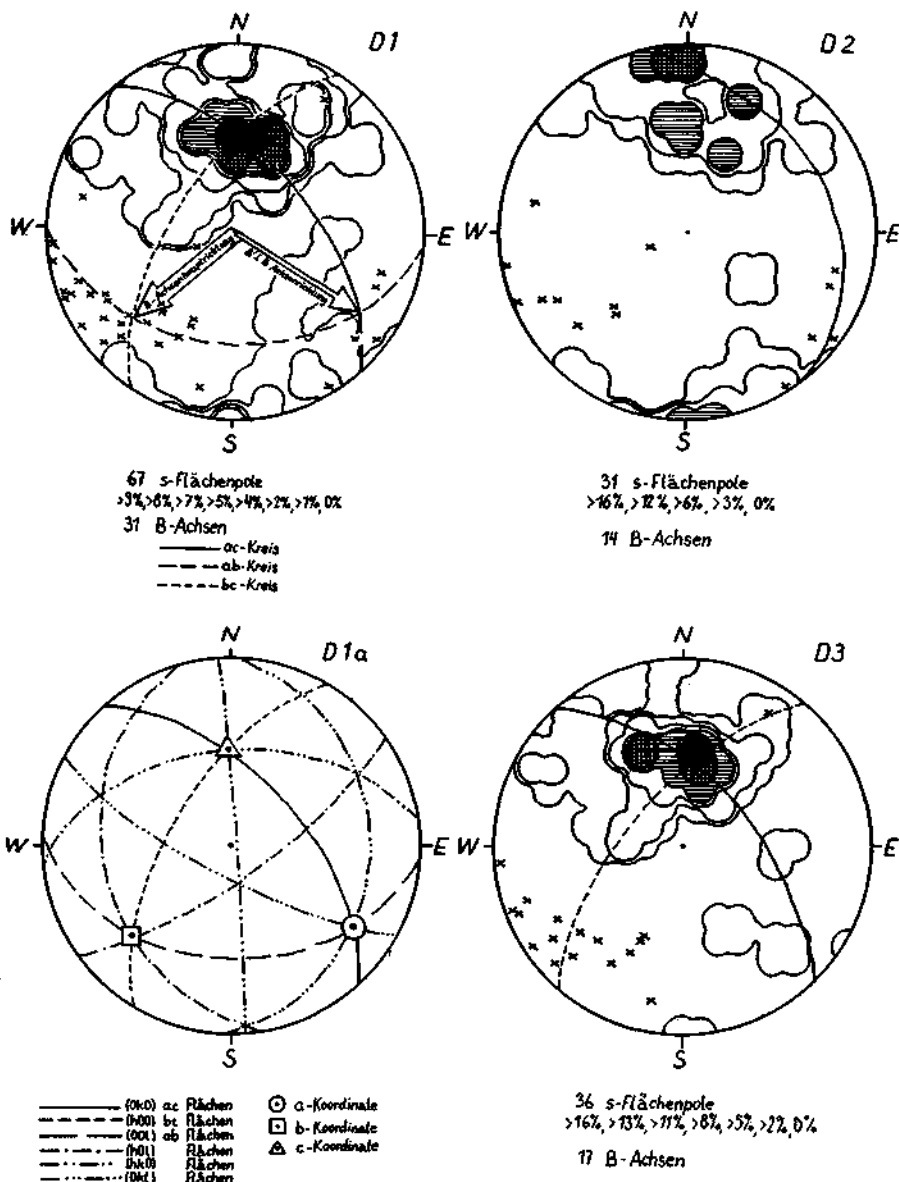 N
D1
W
E
S
67 s-Flächenpole
>9%, >8%, >7%, >5%, >4%, >2%, >1%, 0%
31 B-Achsen
ac-Kreis
ab-Kreis
bc-Kreis
N
D2
W
E
S
31 s-Flächenpole
>16%, >12%, >6%, >3%, 0%
14 B-Achsen
N
D1a
W
E
S
(0k0) ac Flächen
(h00) bc Flächen
(00l) ab Flächen
(h0l) Flächen
(hk0) Flächen
(0kl) Flächen
a-Koordinate
b-Koordinate
c-Koordinate
N
D3
W
E
S
36 s-Flächenpole
>16%, >13%, >11%, >8%, >5%, >2%, 0%
17 B-Achsen